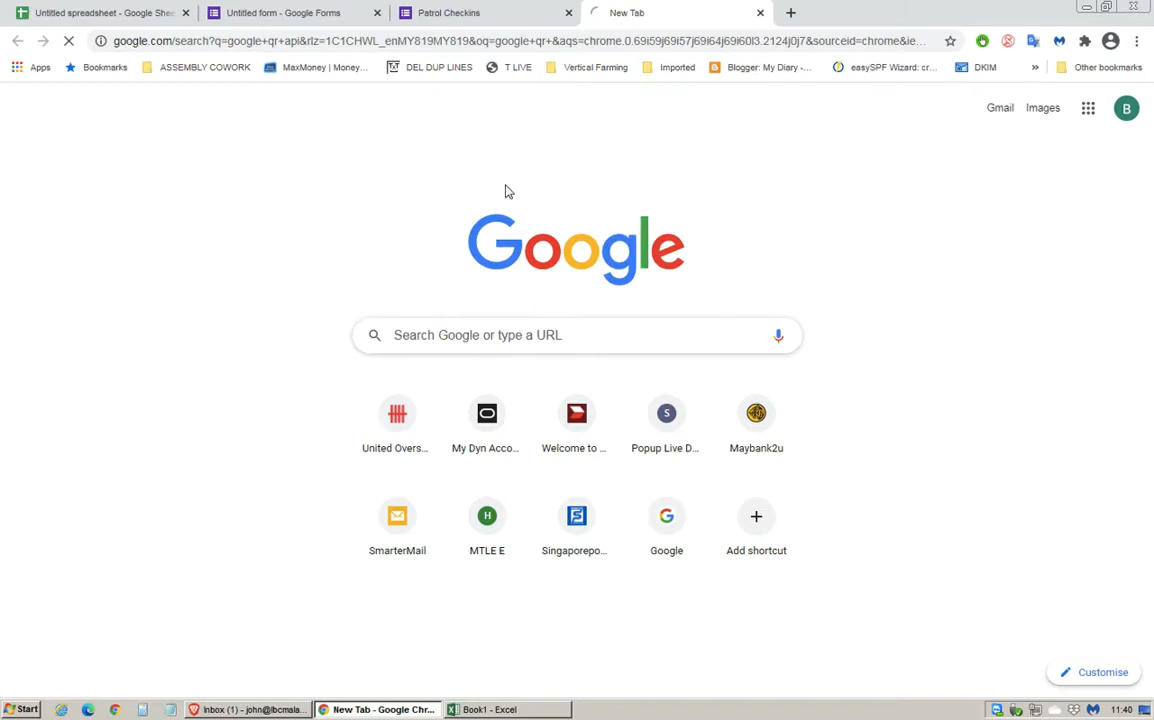 Untitled spreadsheet - Google Shee
Untitled form - Google Forms
Patrol Checkins
New Tab
google.com/search?q=google+qr+api&rlz=1C1CHWL_enMY819MY819&oq=google+qr+&aqs=chrome.0.69i59j69i57j69i64j69i60l3.2124j0j7&sourceid=chrome&ie...
Apps
Bookmarks
ASSEMBLY COWORK
MaxMoney | Money...
DEL DUP LINES
T LIVE
Vertical Farming
Imported
Blogger: My Diary -...
easySPF Wizard: cr...
DKIM
»
Other bookmarks
Gmail
Images
B
Google
Search Google or type a URL
United Overs...
My Dyn Acco...
Welcome to ...
S
Popup Live D...
Maybank2u
SmarterMail
H
MTLE E
Singaporepo...
Google
Add shortcut
Customise
Start
Inbox (1) - john@lbcmala...
New Tab - Google Chr...
Book1 - Excel
11:40